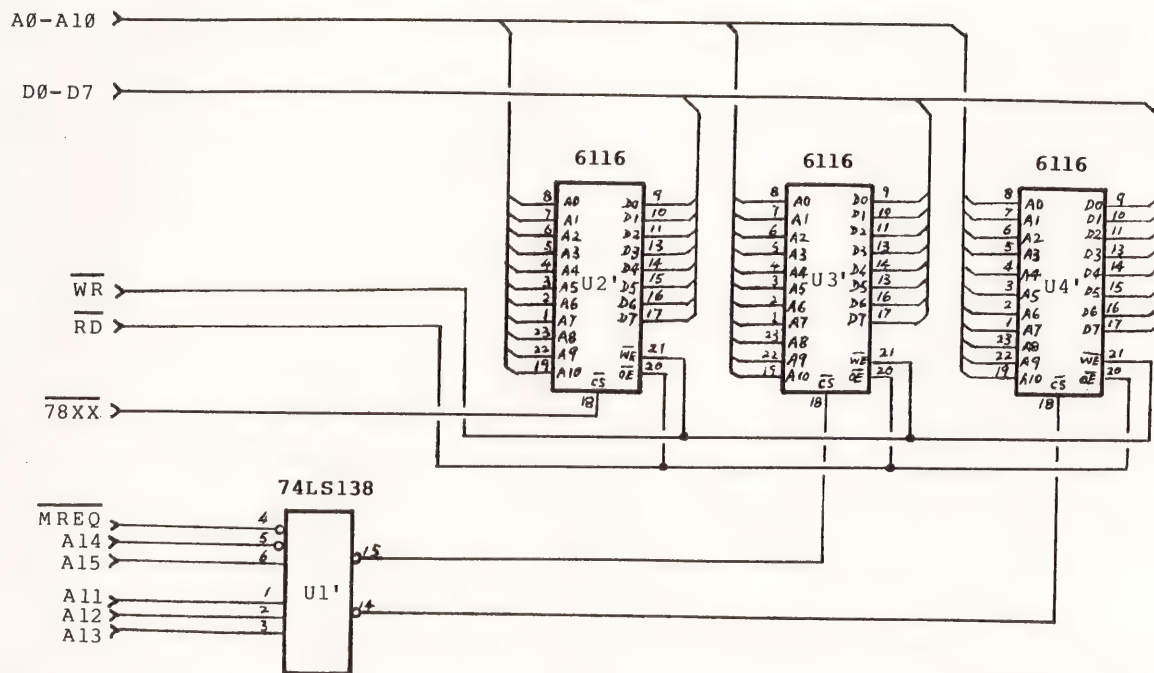 A0-A10
D0-D7
6116
8 A0 D0 9
7 A1 D1 10
6 A2 D2 11
5 A3 D3 13
4 A4 D4 14
3 A5 D5 15
2 A6 D6 16
1 A7 D7 17
23 A8
22 A9 WE 21
19 A10 OE 20
CS
18
U2'
6116
8 A0 D0 9
7 A1 D1 10
6 A2 D2 11
5 A3 D3 13
4 A4 D4 14
3 A5 D5 13
2 A6 D6 16
1 A7 D7 17
23 A8
22 A9 WE 21
19 A10 OE 20
CS
18
U3'
6116
8 A0 D0 9
7 A1 D1 10
6 A2 D2 11
5 A3 D3 13
4 A4 D4 14
3 A5 D5 15
2 A6 D6 16
1 A7 D7 17
23 A8
22 A9 WE 21
19 A10 OE 20
CS
18
U4'
WR
RD
78XX
74LS138
MREQ 4
A14 5
A15 6
A11 1
A12 2
A13 3
U1'
15
14